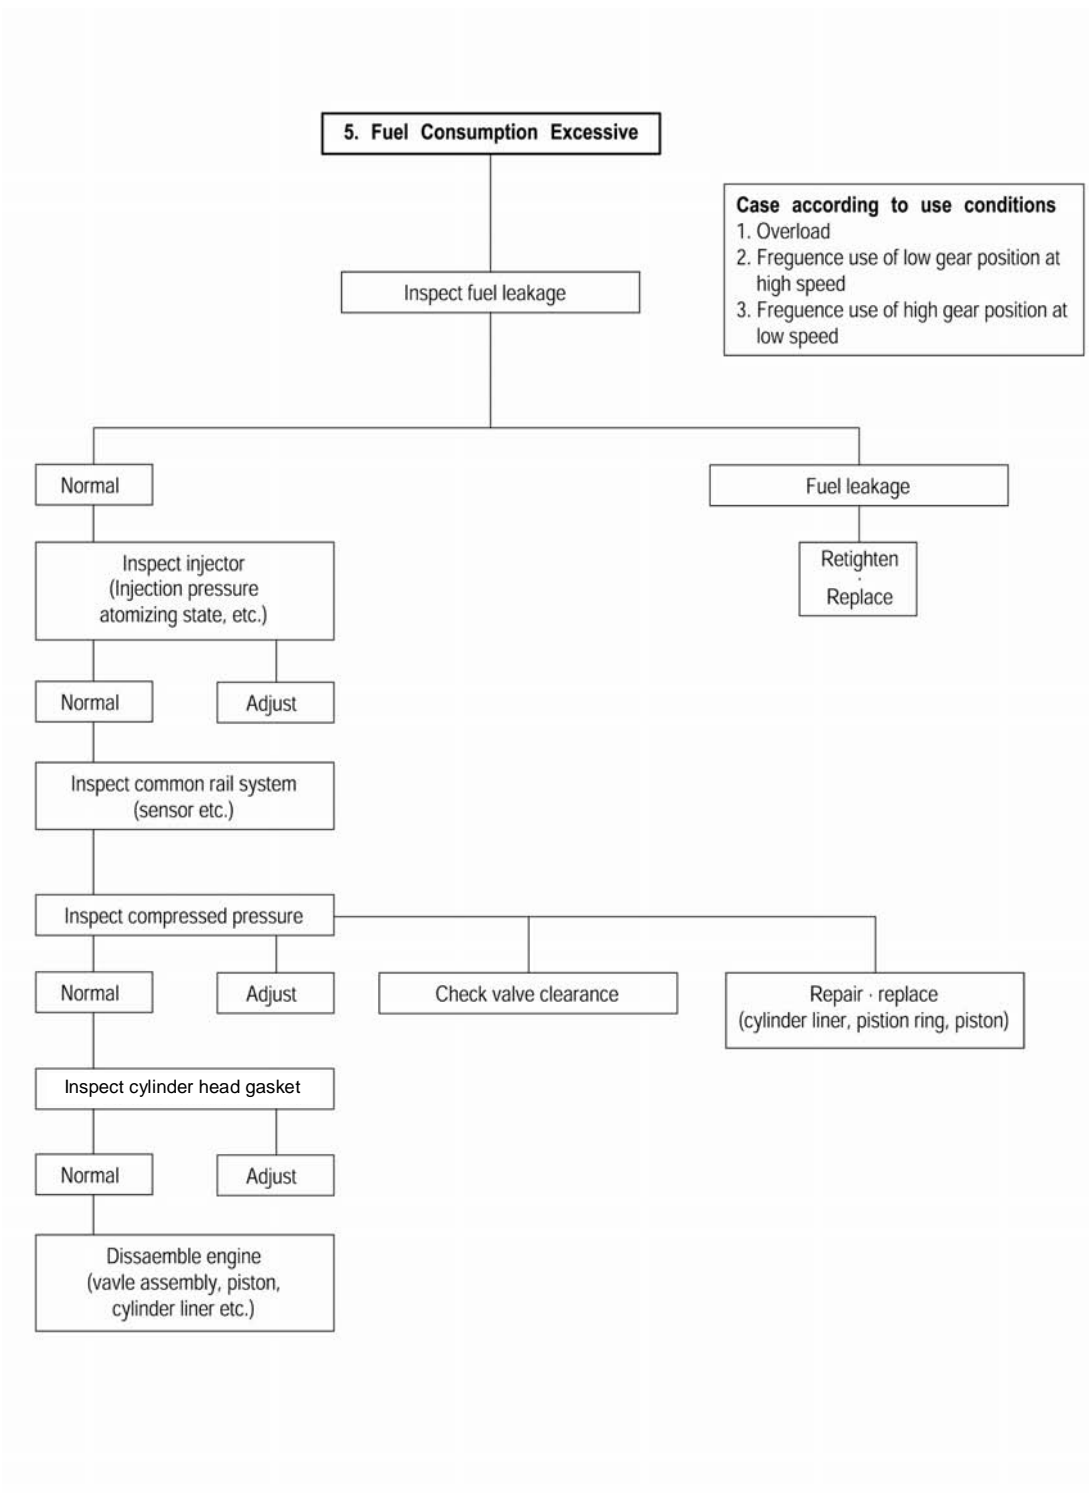 5. Fuel Consumption Excessive
Case according to use conditions
1. Overload
2. Freguence use of low gear position at
high speed
3. Freguence use of high gear position at
low speed
Inspect fuel leakage
Normal
Fuel leakage
Inspect injector
(Injection pressure
atomizing state, etc.)
Retighten
·
Replace
Normal
Adjust
Inspect common rail system
(sensor etc.)
Inspect compressed pressure
Normal
Adjust
Check valve clearance
Repair · replace
(cylinder liner, pistion ring, piston)
Inspect cylinder head gasket
Normal
Adjust
Dissaemble engine
(vavle assembly, piston,
cylinder liner etc.)